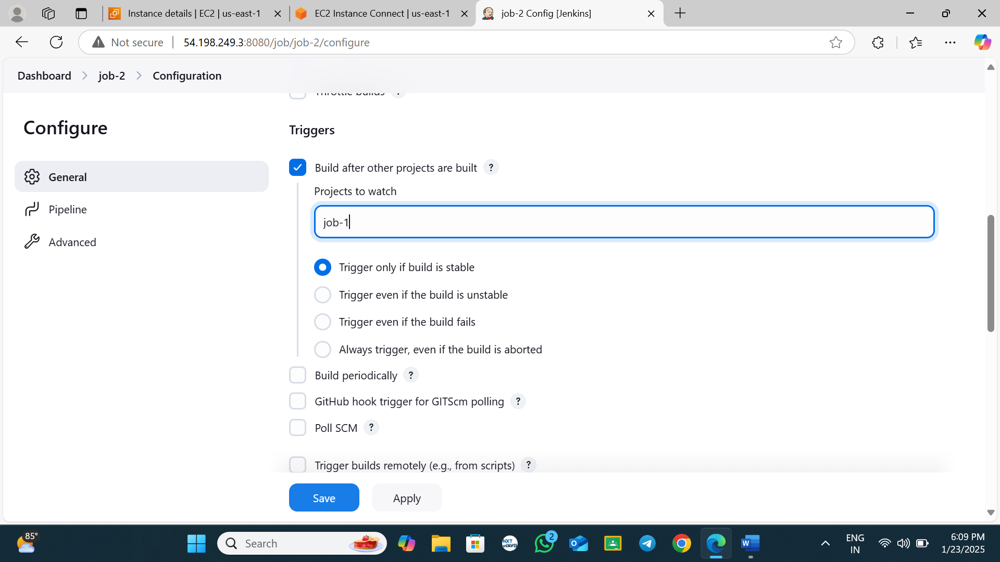 Instance details | EC2 | us-east-1
EC2 Instance Connect | us-east-1
job-2 Config [Jenkins]
Not secure
54.198.249.3:8080/job/job-2/configure
Dashboard
job-2
Configuration
Throttle builds ?
Configure
General
Pipeline
Advanced
Triggers
Build after other projects are built ?
Projects to watch
job-1
Trigger only if build is stable
Trigger even if the build is unstable
Trigger even if the build fails
Always trigger, even if the build is aborted
Build periodically ?
GitHub hook trigger for GITScm polling ?
Poll SCM ?
Trigger builds remotely (e.g., from scripts) ?
Save
Apply
85°
Search
NXT
WAVE
2
ENG
IN
6:09 PM
1/23/2025